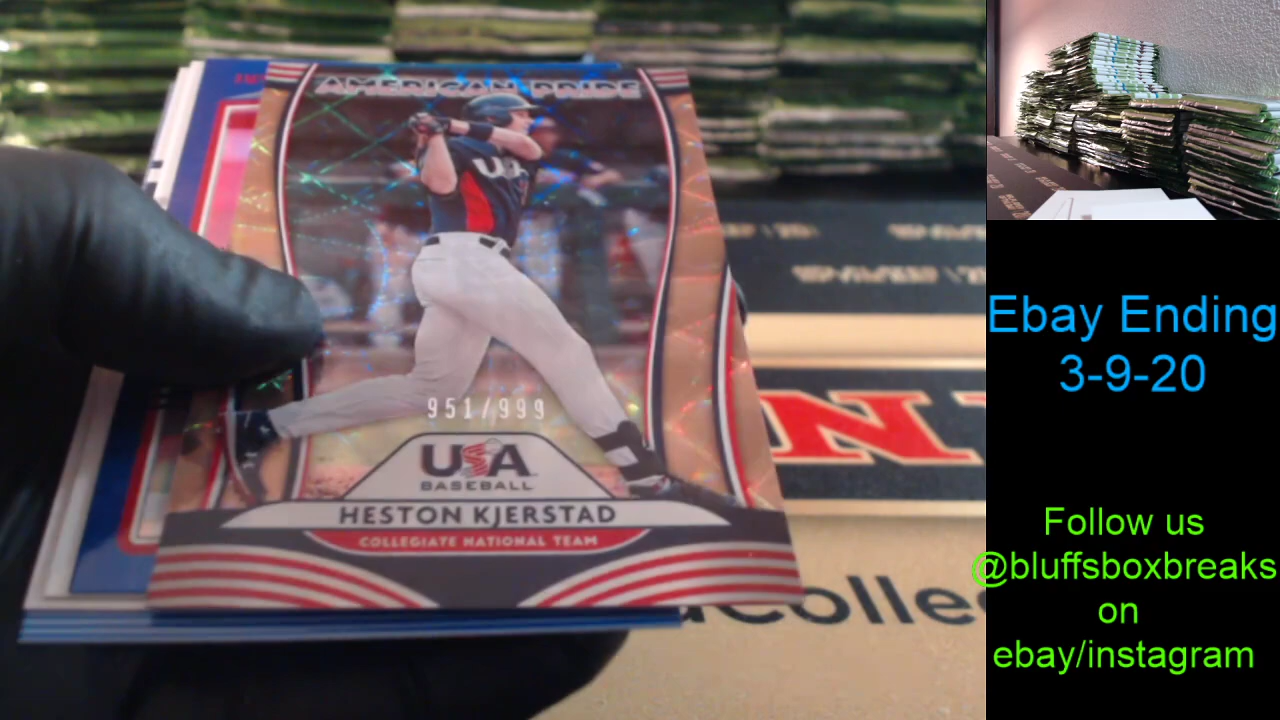 AMERICAN PRIDE
951/999
USA
BASEBALL
HESTON KJERSTAD
COLLEGIATE NATIONAL TEAM
Ebay Ending
3-9-20
Follow us
@bluffsboxbreaks
on
ebay/instagram